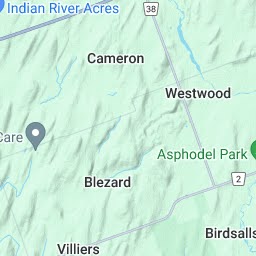 Indian River Acres
38
Cameron
Westwood
Care
Asphodel Park
2
Blezard
Birdsalls
Villiers